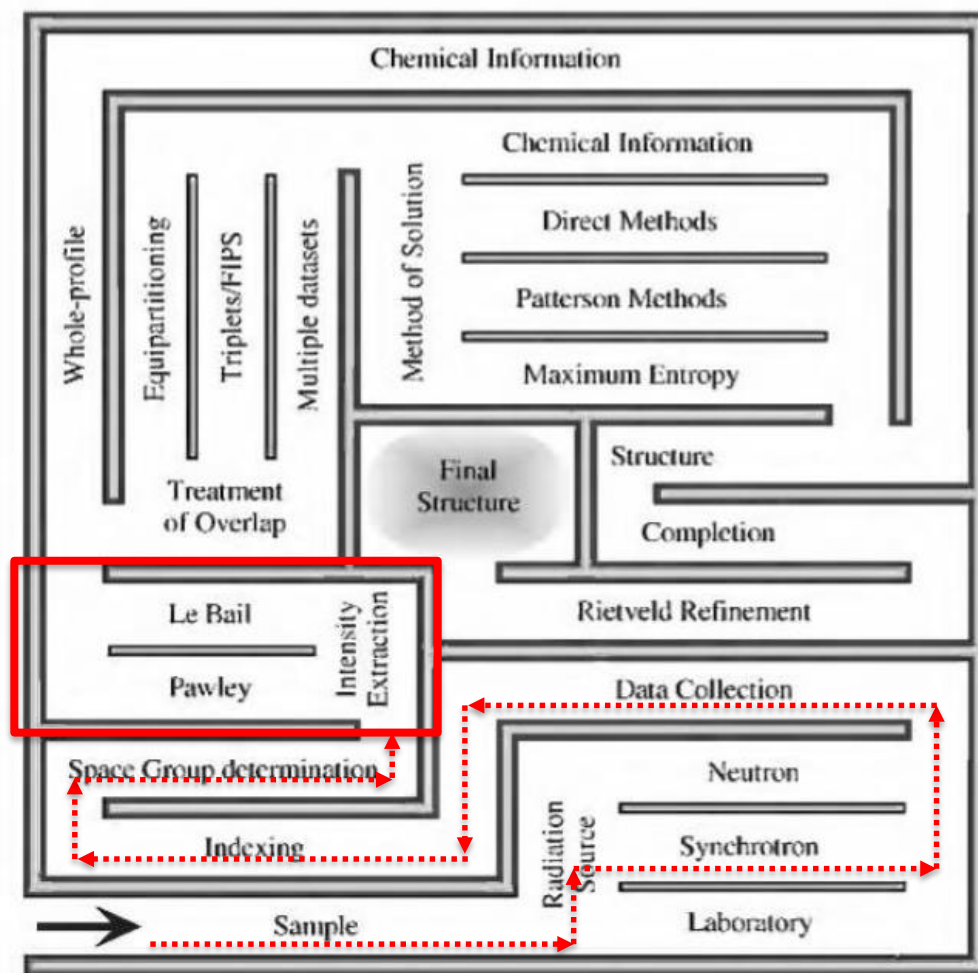 Chemical Information
Chemical Information
Direct Methods
Patterson Methods
Maximum Entropy
Method of Solution
Whole-profile
Equipartitioning
Triplets/FIPS
Multiple datasets
Treatment
of Overlap
Final
Structure
Structure
Completion
Rietveld Refinement
Le Bail
Pawley
Intensity
Extraction
Data Collection
Space Group determination
Indexing
Neutron
Synchrotron
Laboratory
Radiation
Source
Sample